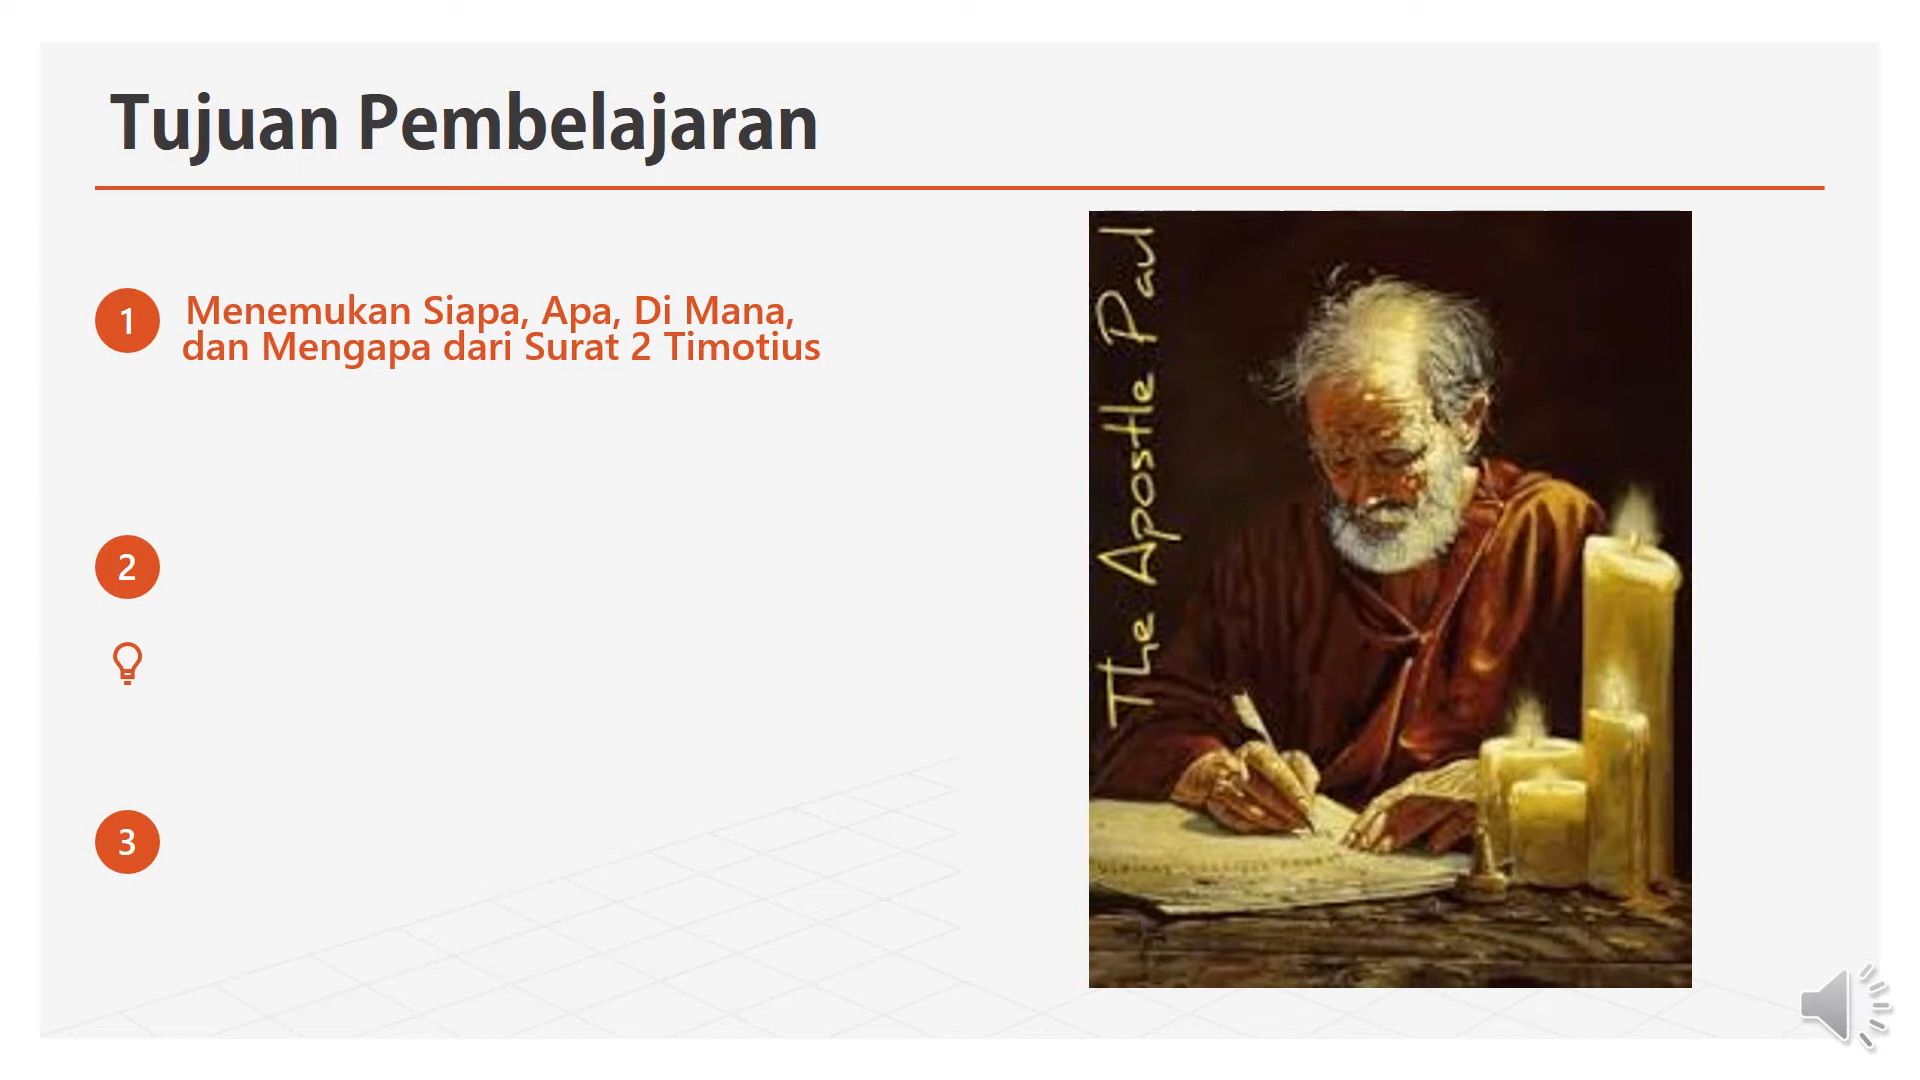 Tujuan Pembelajaran
1
Menemukan Siapa, Apa, Di Mana,
dan Mengapa dari Surat 2 Timotius
2
3
The Apostle Paul